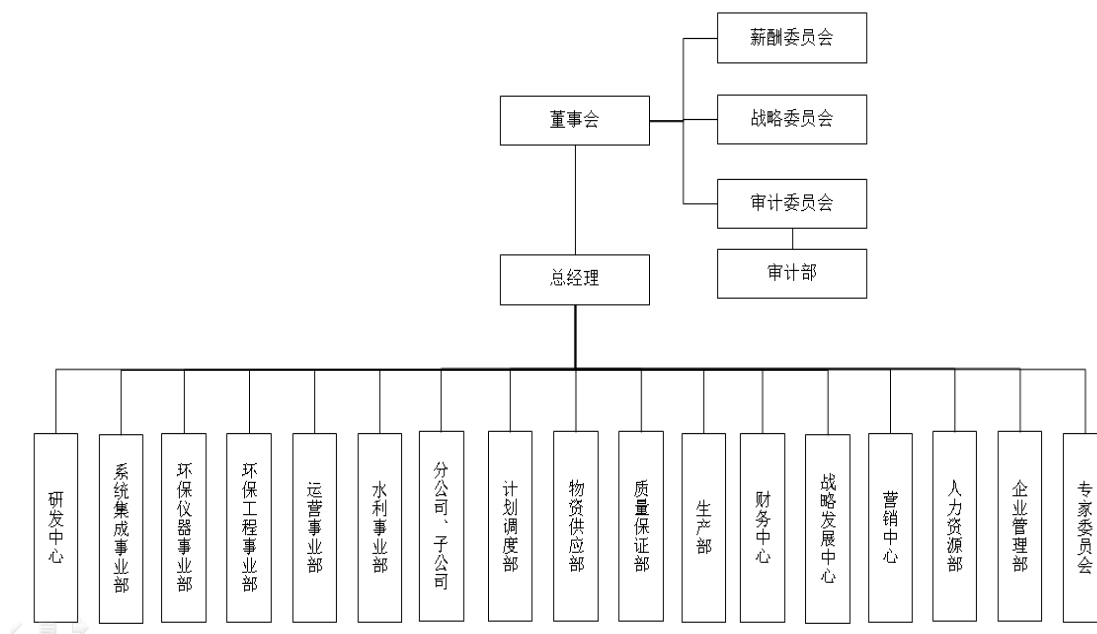 薪酬委员会
董事会
战略委员会
审计委员会
总经理
审计部
研发中心
系统集成事业部
环保仪器事业部
环保工程事业部
运营事业部
水利事业部
分公司、子公司
计划调度部
物资供应部
质量保证部
生产部
财务中心
战略发展中心
营销中心
人力资源部
企业管理部
专家委员会